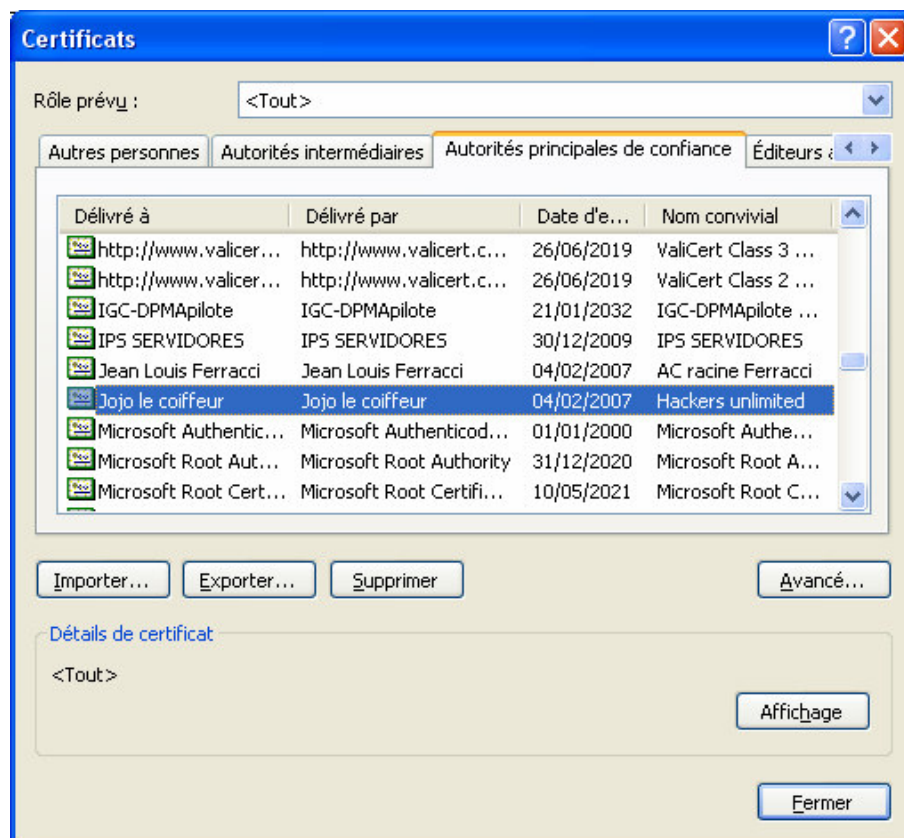 Certificats
Rôle prévu : <Tout>
Autres personnes Autorités intermédiaires Autorités principales de confiance Éditeurs
Délivré à Délivré par Date d'e... Nom convivial
http://www.valicer... http://www.valicert.c... 26/06/2019 ValiCert Class 3 ...
http://www.valicer... http://www.valicert.c... 26/06/2019 ValiCert Class 2 ...
IGC-DPMApilote IGC-DPMApilote 21/01/2032 IGC-DPMApilote ...
IPS SERVIDORES IPS SERVIDORES 30/12/2009 IPS SERVIDORES
Jean Louis Ferracci Jean Louis Ferracci 04/02/2007 AC racine Ferracci
Jojo le coiffeur Jojo le coiffeur 04/02/2007 Hackers unlimited
Microsoft Authentic... Microsoft Authenticod... 01/01/2000 Microsoft Authe...
Microsoft Root Aut... Microsoft Root Authority 31/12/2020 Microsoft Root A...
Microsoft Root Cert... Microsoft Root Certifi... 10/05/2021 Microsoft Root C...
Importer... Exporter... Supprimer Avancé...
Détails de certificat
<Tout>
Affichage
Fermer